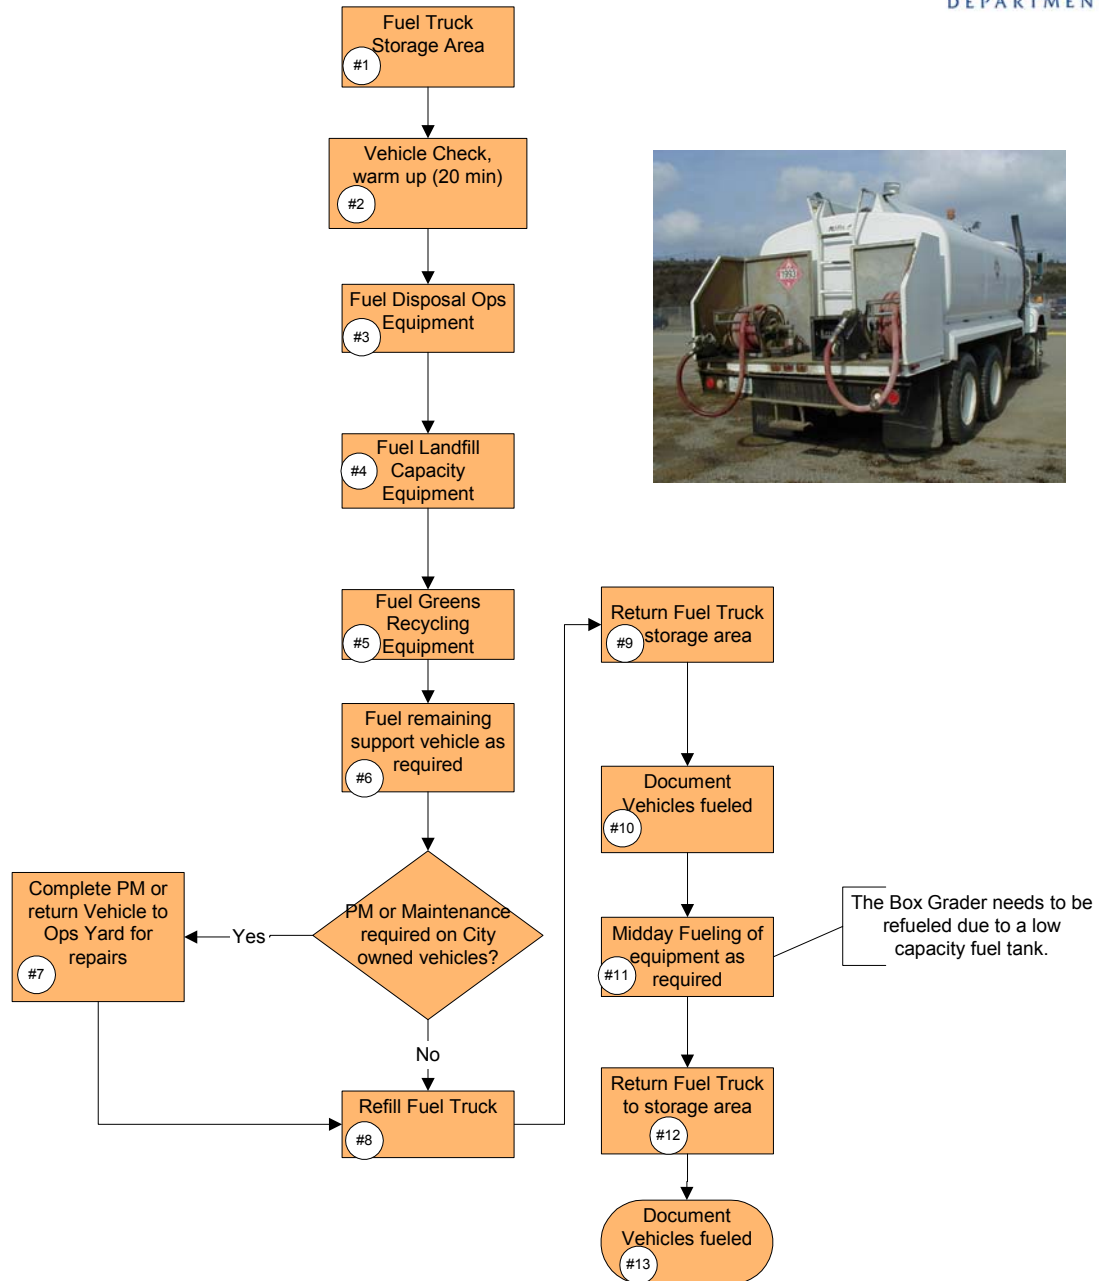 DEPARTMEN
Fuel Truck
Storage Area
#1
Vehicle Check,
warm up (20 min)
#2
Fuel Disposal Ops
Equipment
#3
Fuel Landfill
Capacity
Equipment
#4
Fuel Greens
Recycling
Equipment
#5
Fuel remaining
support vehicle as
required
#6
PM or Maintenance
required on City
owned vehicles?
Yes
Complete PM or
return Vehicle to
Ops Yard for
repairs
#7
No
Refill Fuel Truck
#8
Return Fuel Truck
storage area
#9
Document
Vehicles fueled
#10
Midday Fueling of
equipment as
required
#11
The Box Grader needs to be
refueled due to a low
capacity fuel tank.
Return Fuel Truck
to storage area
#12
Document
Vehicles fueled
#13
1993